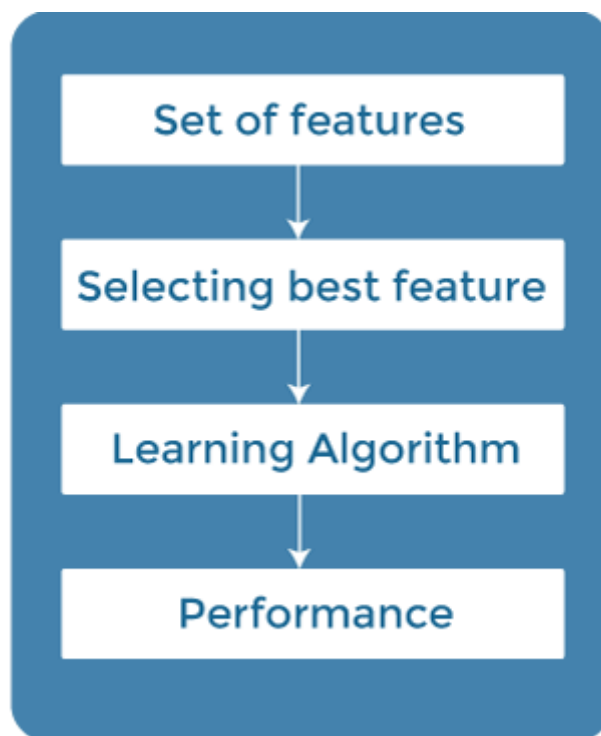 Set of features
Selecting best feature
Learning Algorithm
Performance